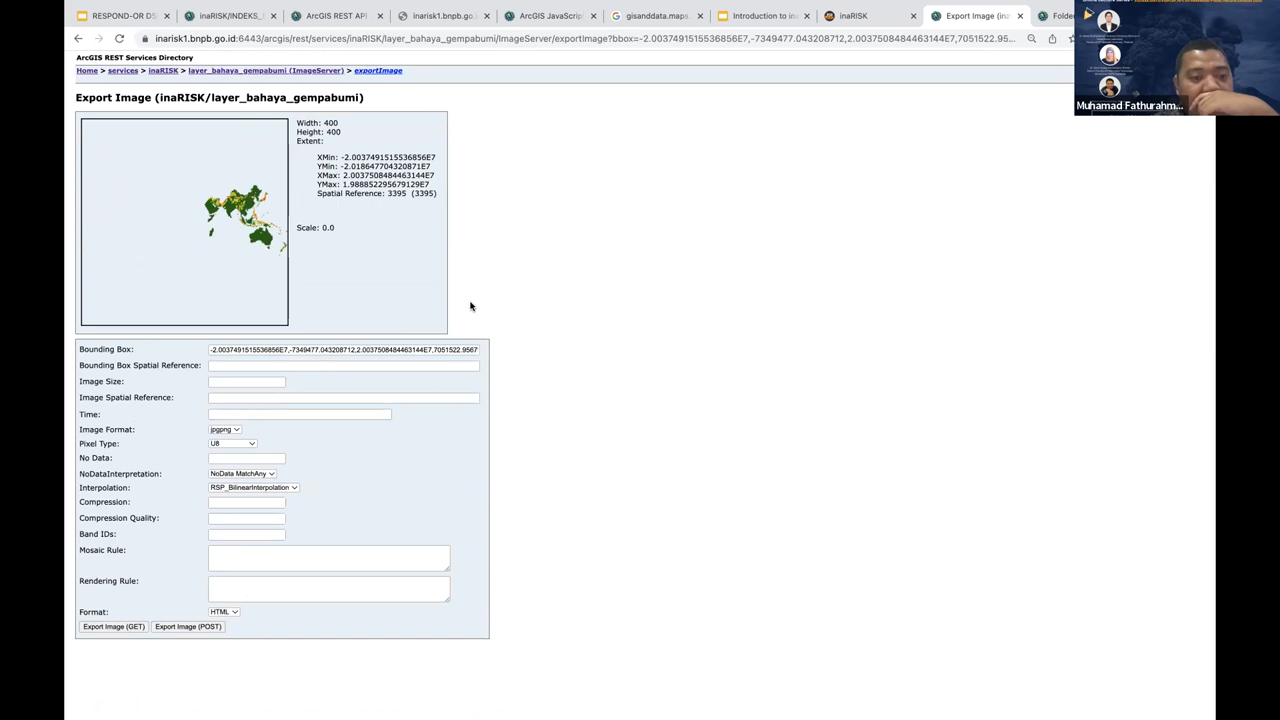 RESPOND-OR DS
inaRISK/INDEKS_
ArcGIS REST API
inarisk1.bnpb.go
ArcGIS JavaScrip
gisanddata.maps.
Introduction to in
inaRISK
Export Image (ina
Folder
inarisk1.bnpb.go.id:6443/arcgis/rest/services/inaRISK/layer_bahaya_gempabumi/ImageServer/exportImage?bbox=-2.0037491515536856E7,-7349477.043208712,2.0037508484463144E7,7051522.95...
ArcGIS REST Services Directory
Home > services > inaRISK > layer_bahaya_gempabumi (ImageServer) > exportImage
Muhamad Fathurahm...
Export Image (inaRISK/layer_bahaya_gempabumi)
Width: 400
Height: 400
Extent:
XMin: -2.0037491515536856E7
YMin: -2.018647704320871E7
XMax: 2.0037508484463144E7
YMax: 1.988852295679129E7
Spatial Reference: 3395 (3395)
Scale: 0.0
Bounding Box: -2.0037491515536856E7,-7349477.043208712,2.0037508484463144E7,7051522.9567
Bounding Box Spatial Reference:
Image Size:
Image Spatial Reference:
Time:
Image Format: jpgpng
Pixel Type: U8
No Data:
NoDataInterpretation: NoData MatchAny
Interpolation: RSP_BilinearInterpolation
Compression:
Compression Quality:
Band IDs:
Mosaic Rule:
Rendering Rule:
Format: HTML
Export Image (GET) Export Image (POST)